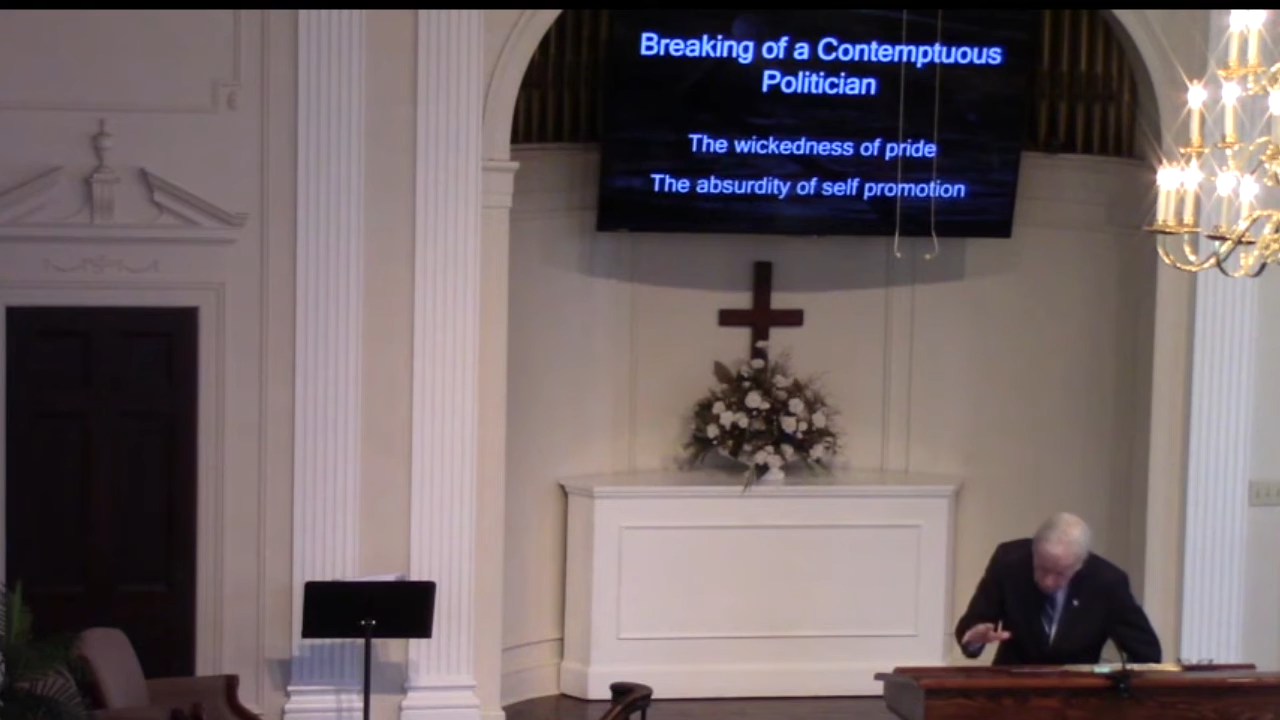 Breaking of a Contemptuous
Politician
The wickedness of pride
The absurdity of self promotion